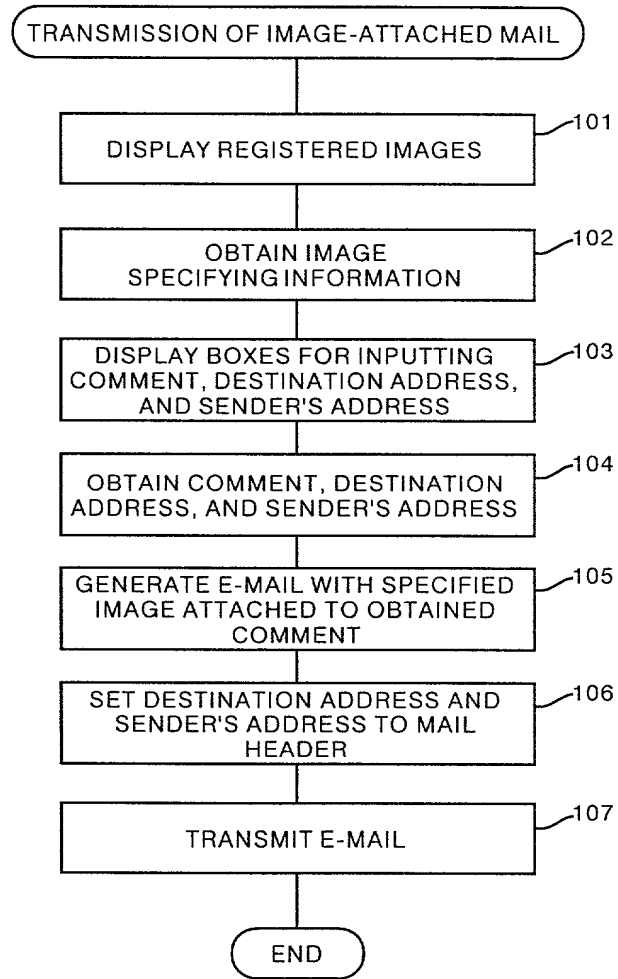 TRANSMISSION OF IMAGE-ATTACHED MAIL
101
DISPLAY REGISTERED IMAGES
102
OBTAIN IMAGE
SPECIFYING INFORMATION
103
DISPLAY BOXES FOR INPUTTING
COMMENT, DESTINATION ADDRESS,
AND SENDER'S ADDRESS
104
OBTAIN COMMENT, DESTINATION
ADDRESS, AND SENDER'S ADDRESS
105
GENERATE E-MAIL WITH SPECIFIED
IMAGE ATTACHED TO OBTAINED
COMMENT
106
SET DESTINATION ADDRESS AND
SENDER'S ADDRESS TO MAIL
HEADER
107
TRANSMIT E-MAIL
END